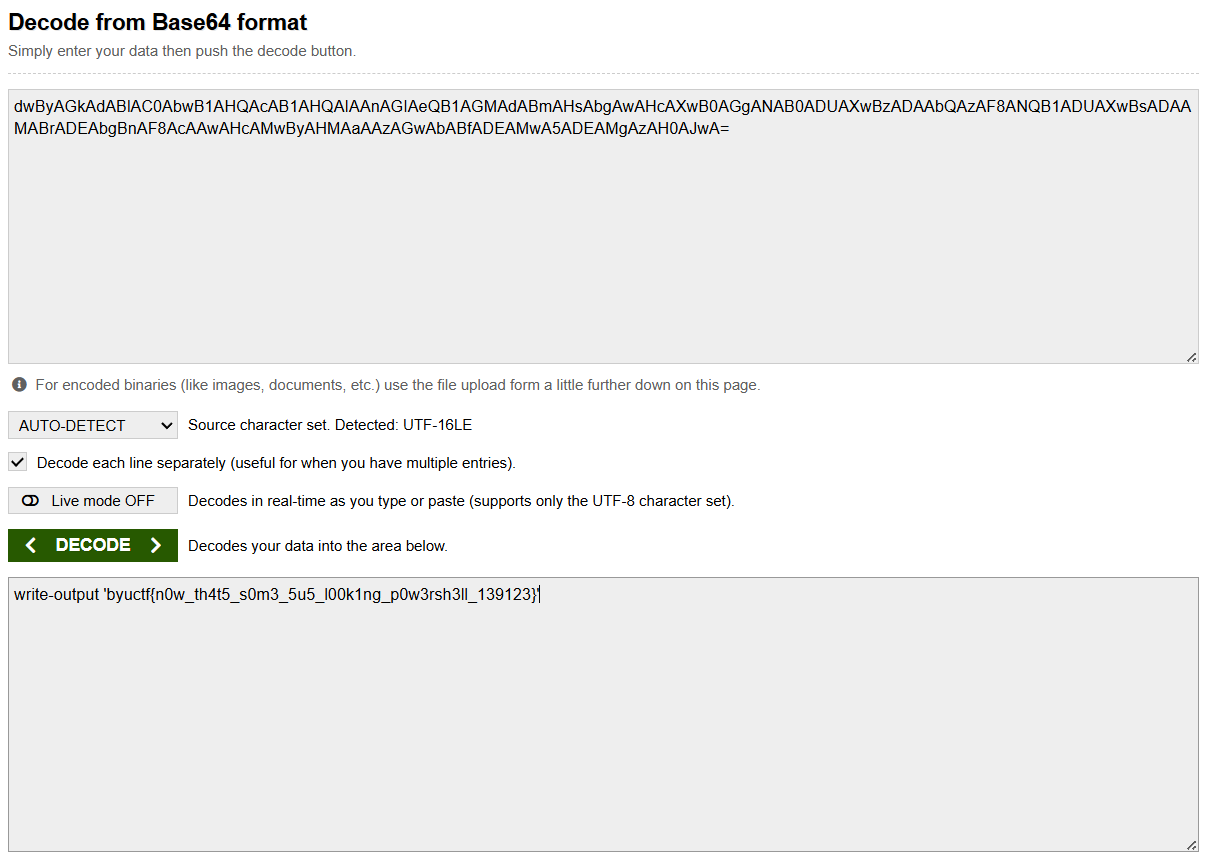 Decode from Base64 format
Simply enter your data then push the decode button.
dwByAGkAdABlAC0AbwB1AHQAcAB1AHQAIAAnAGIAeQB1AGMAdABmAHsAbgAwAHcAXwB0AGgANAB0ADUAXwBzADAAbQAzAF8ANQB1ADUAXwBsADAA
MABrADEAbgBnAF8AcAAwAHcAMwByAHMAaAAzAGwAbABfADEAMwA5ADEAMgAzAH0AJwA=
For encoded binaries (like images, documents, etc.) use the file upload form a little further down on this page.
AUTO-DETECT Source character set. Detected: UTF-16LE
Decode each line separately (useful for when you have multiple entries).
Live mode OFF Decodes in real-time as you type or paste (supports only the UTF-8 character set).
DECODE Decodes your data into the area below.
write-output 'byuctf{n0w_th4t5_s0m3_5u5_l00k1ng_p0w3rsh3ll_139123}'